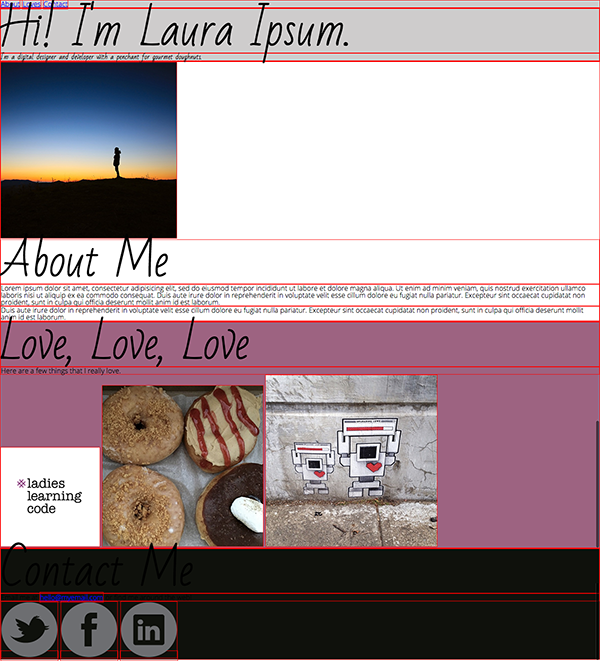 About Loves Contact
Hi! I'm Laura Ipsum.
I'm a digital designer and developer with a penchant for gourmet doughnuts.
About Me
Lorem ipsum dolor sit amet, consectetur adipisicing elit, sed do eiusmod tempor incididunt ut labore et dolore magna aliqua. Ut enim ad minim veniam, quis nostrud exercitation ullamco
laboris nisi ut aliquip ex ea commodo consequat. Duis aute irure dolor in reprehenderit in voluptate velit esse cillum dolore eu fugiat nulla pariatur. Excepteur sint occaecat cupidatat non
proident, sunt in culpa qui officia deserunt mollit anim id est laborum.
Duis aute irure dolor in reprehenderit in voluptate velit esse cillum dolore eu fugiat nulla pariatur. Excepteur sint occaecat cupidatat non proident, sunt in culpa qui officia deserunt mollit
anim id est laborum.
Love, Love, Love
Here are a few things that I really love.
※ladies
learning
code
Contact Me
f
in